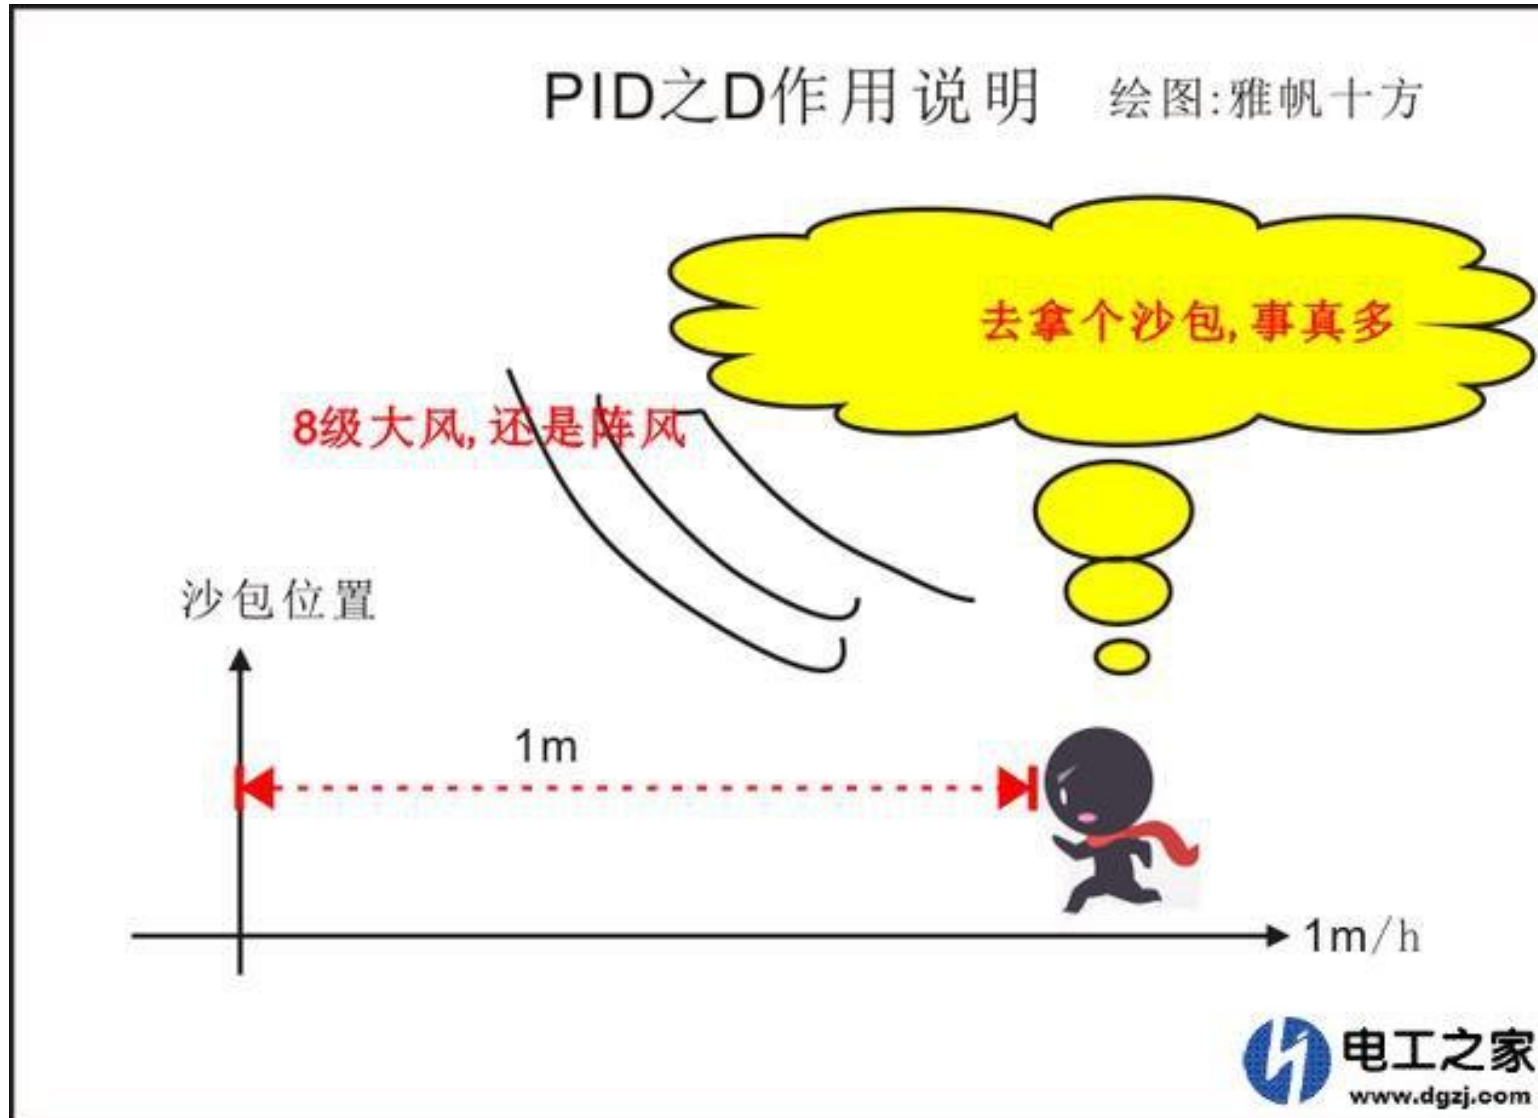 PID之D作用说明 绘图:雅帆十方
去拿个沙包,事真多
8级大风,还是阵风
沙包位置
1m
1m/h
电工之家
www.dgzj.com